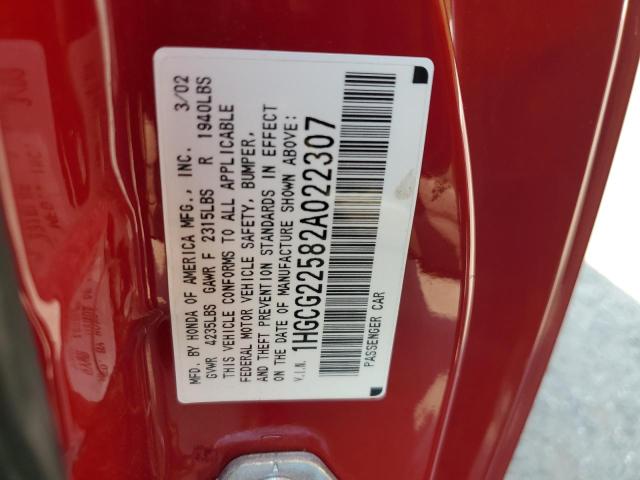 MFD. BY HONDA OF AMERICA MFG., INC. 3/02
GVWR 4235LBS GAWR F 2315LBS R 1940LBS
THIS VEHICLE CONFORMS TO ALL APPLICABLE
FEDERAL MOTOR VEHICLE SAFETY, BUMPER,
AND THEFT PREVENTION STANDARDS IN EFFECT
ON THE DATE OF MANUFACTURE SHOWN ABOVE:
V.I.N. 1HGCG22582A022307
PASSENGER CAR